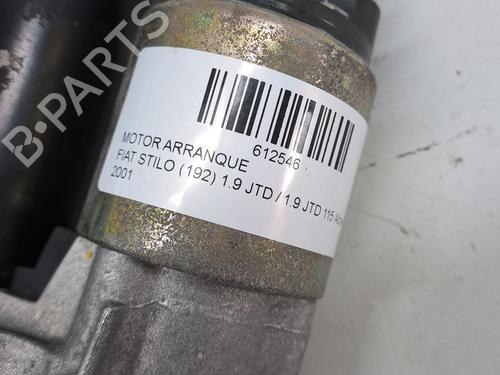 B-PARTS
612546
MOTOR ARRANQUE
FIAT STILO (192) 1.9 JTD / 1.9 JTD 115
2001